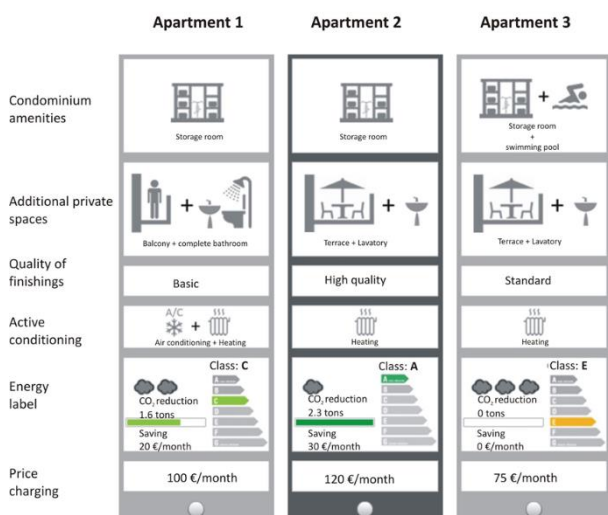 Apartment 1
Apartment 2
Apartment 3
Condominium
amenities
Storage room
Storage room
Storage room
+
swimming pool
Additional private
spaces
Balcony + complete bathroom
Terrace + Lavatory
Terrace + Lavatory
Quality of
finishings
Basic
High quality
Standard
Active
conditioning
A/C
Air conditioning + Heating
Heating
Heating
Energy
label
Class: C
CO2 reduction
1.6 tons
Saving
20 €/month
A
B
C
D
E
Class: A
CO2 reduction
2.3 tons
Saving
30 €/month
A
Class: E
CO2 reduction
0 tons
Saving
0 €/month
E
Price
charging
100 €/month
120 €/month
75 €/month